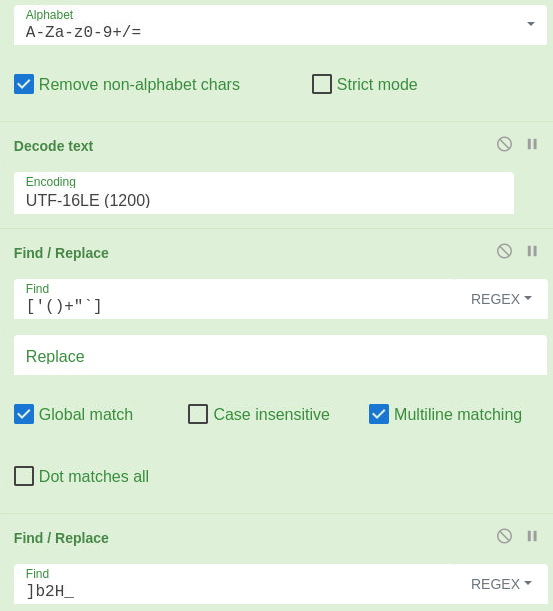 Alphabet
A-Za-z0-9+/=
Remove non-alphabet chars Strict mode
Decode text
Encoding
UTF-16LE (1200)
Find / Replace
Find
['()+"`] REGEX
Replace
Global match Case insensitive Multiline matching
Dot matches all
Find / Replace
Find
]b2H_ REGEX